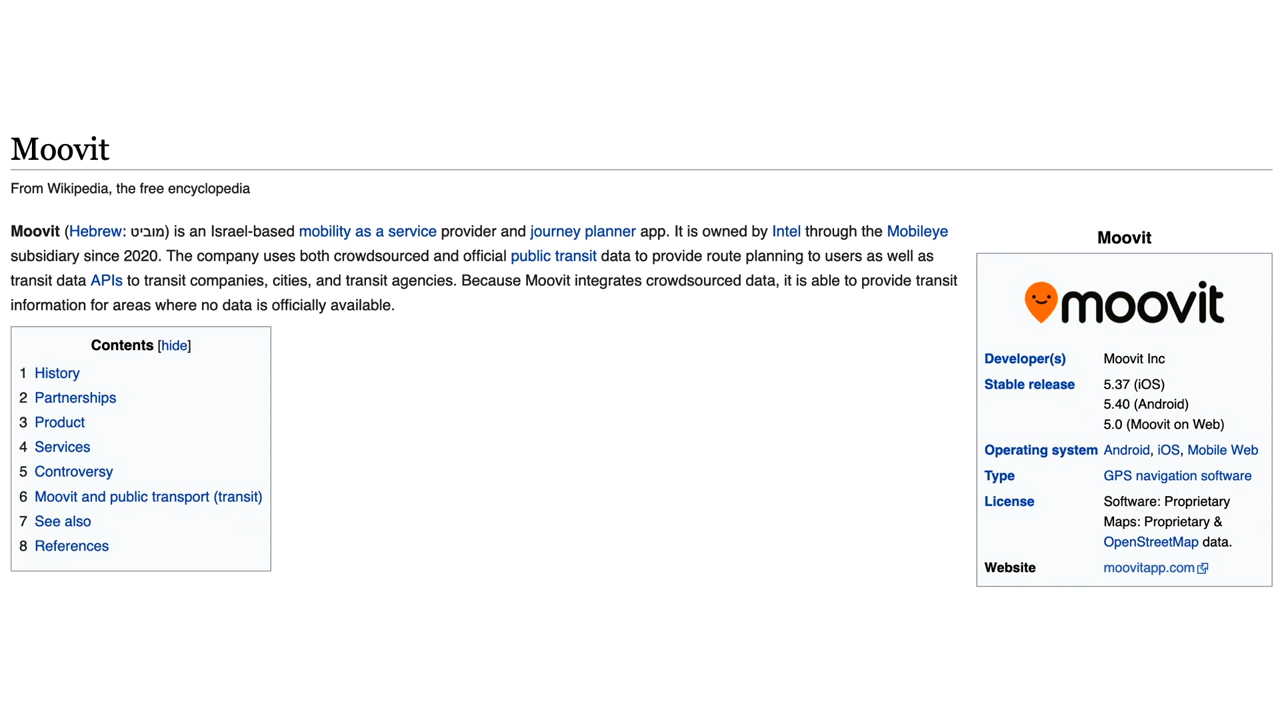 Moovit
From Wikipedia, the free encyclopedia
Moovit (Hebrew: מוביט) is an Israel-based mobility as a service provider and journey planner app. It is owned by Intel through the Mobileye
subsidiary since 2020. The company uses both crowdsourced and official public transit data to provide route planning to users as well as
transit data APIs to transit companies, cities, and transit agencies. Because Moovit integrates crowdsourced data, it is able to provide transit
information for areas where no data is officially available.
Contents [hide]
1 History
2 Partnerships
3 Product
4 Services
5 Controversy
6 Moovit and public transport (transit)
7 See also
8 References
Moovit
moovit
Developer(s) Moovit Inc
Stable release 5.37 (iOS)
5.40 (Android)
5.0 (Moovit on Web)
Operating system Android, iOS, Mobile Web
Type GPS navigation software
License Software: Proprietary
Maps: Proprietary &
OpenStreetMap data.
Website moovitapp.com